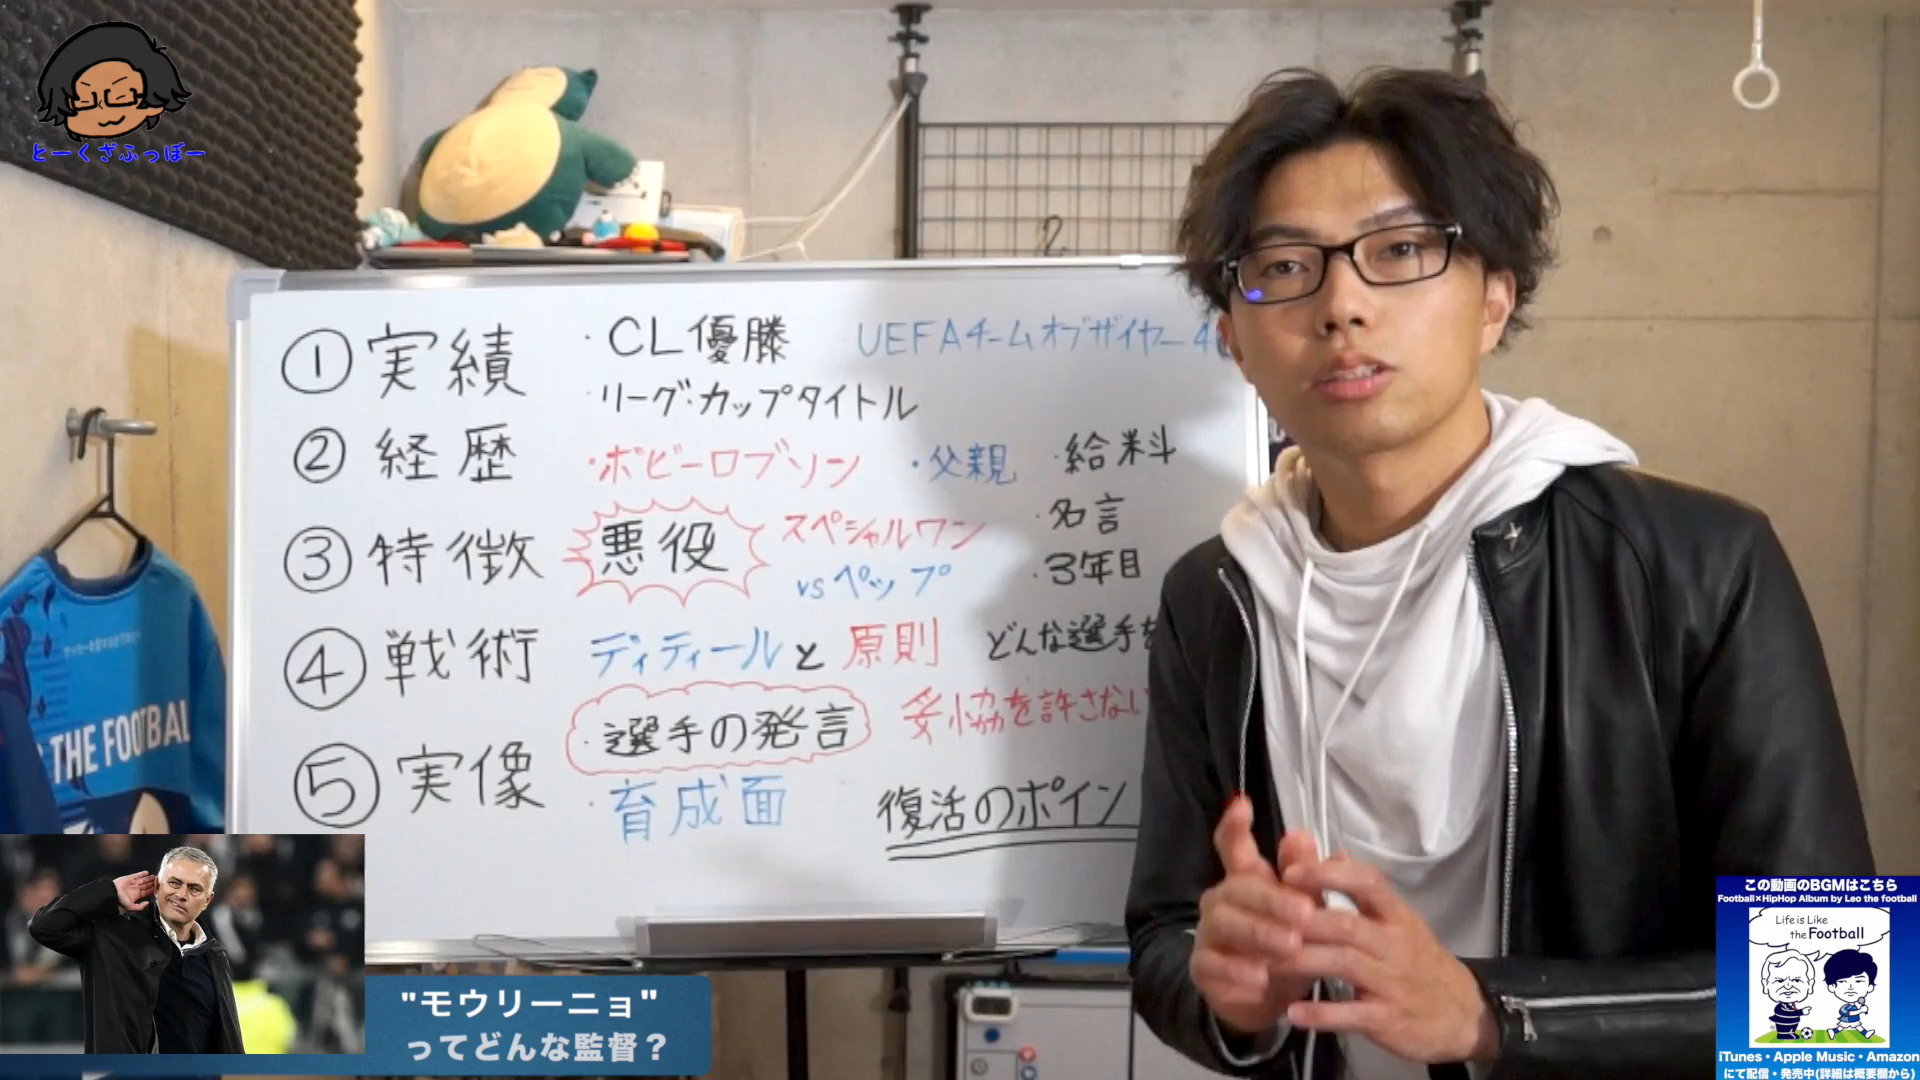 とーくざふっぼー
① 実績 ・CL優勝 UEFAチームオブザイヤー4
・リーグ・カップタイトル
② 経歴 ・ボビーロブソン ・父親 ・給料
③ 特徴 悪役 スペシャルワン ・名言
vsペップ ・3年目
④ 戦術 ディティールと原則 どんな選手を
・選手の発言 妥協を許さない
⑤ 実像 ・育成面 復活のポイン
THE FOOTBAL
"モウリーニョ"
ってどんな監督？
この動画のBGMはこちら
Football×HipHop Album by Leo the football
Life is Like
the Football
iTunes・Apple Music・Amazon
にて配信・発売中(詳細は概要欄から)